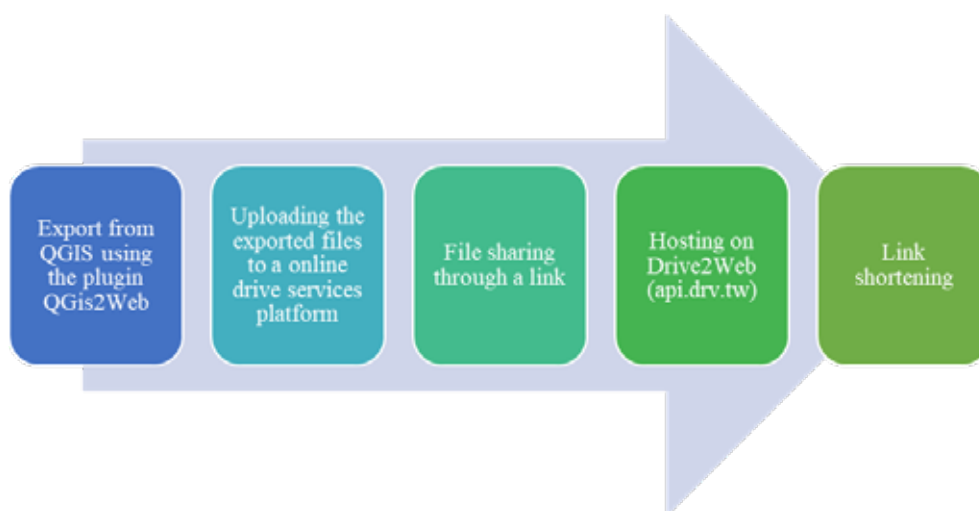 Export from
QGIS using
the plugin
QGis2Web
Uploading the
exported files
to a online
drive services
platform
File sharing
through a link
Hosting on
Drive2Web
(api.drv.tw)
Link
shortening